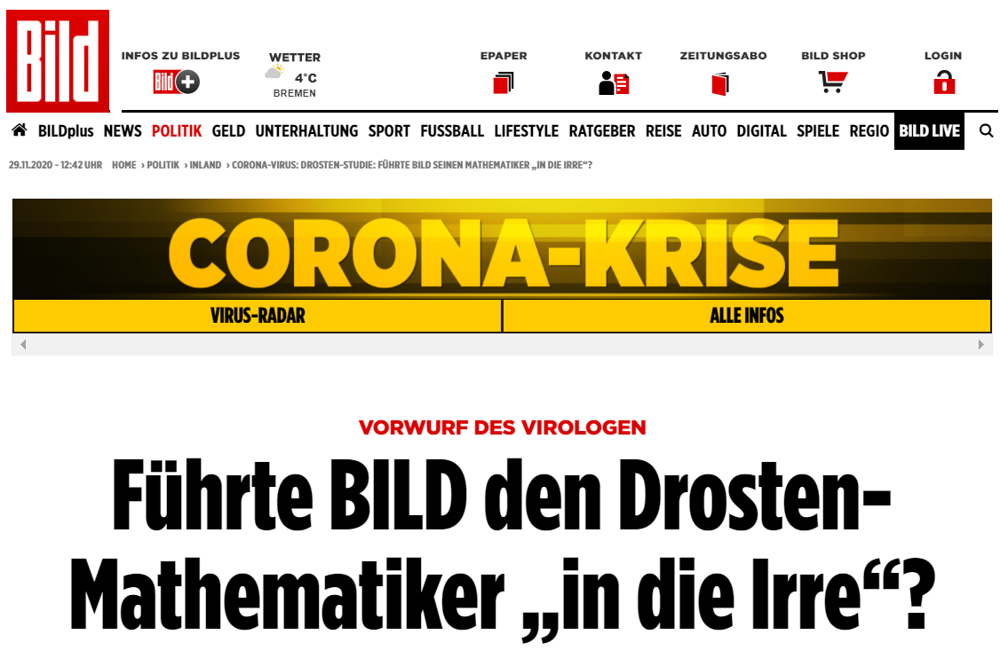 Bild
INFOS ZU BILDPLUS
Bild +
WETTER
4°C
BREMEN
EPAPER
KONTAKT
ZEITUNGSABO
BILD SHOP
LOGIN
BILDplus NEWS POLITIK GELD UNTERHALTUNG SPORT FUSSBALL LIFESTYLE RATGEBER REISE AUTO DIGITAL SPIELE REGIO BILD LIVE
29.11.2020 - 12:42 UHR HOME › POLITIK › INLAND › CORONA-VIRUS: DROSTEN-STUDIE: FÜHRTE BILD SEINEN MATHEMATIKER „IN DIE IRRE“?
CORONA-KRISE
VIRUS-RADAR
ALLE INFOS
VORWURF DES VIROLOGEN
Führte BILD den Drosten-
Mathematiker „in die Irre“?